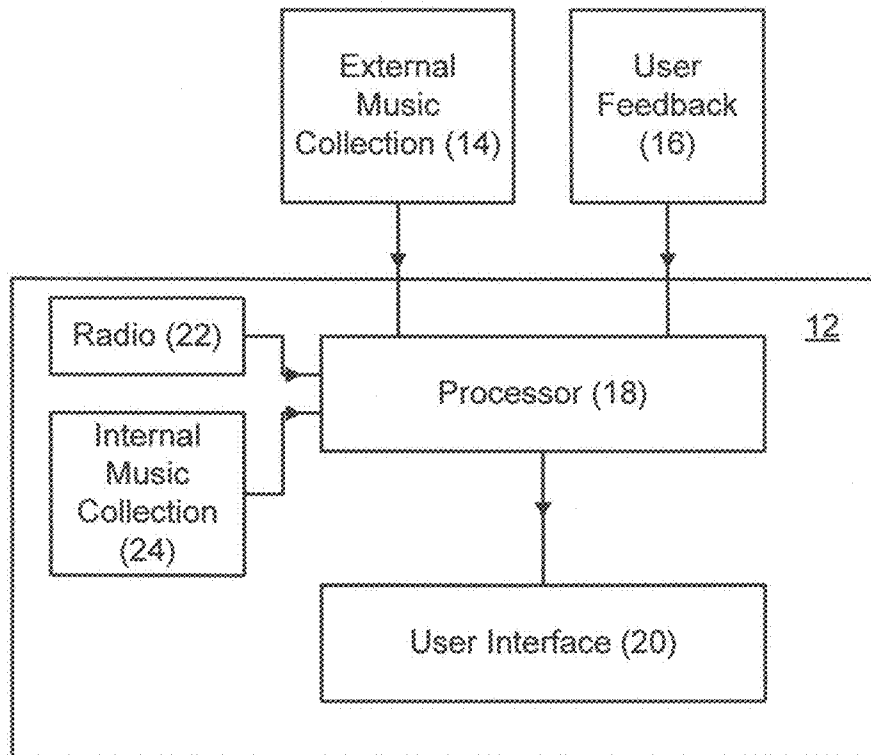 External
Music
Collection (14)
User
Feedback
(16)
Radio (22)
12
Processor (18)
Internal
Music
Collection
(24)
User Interface (20)